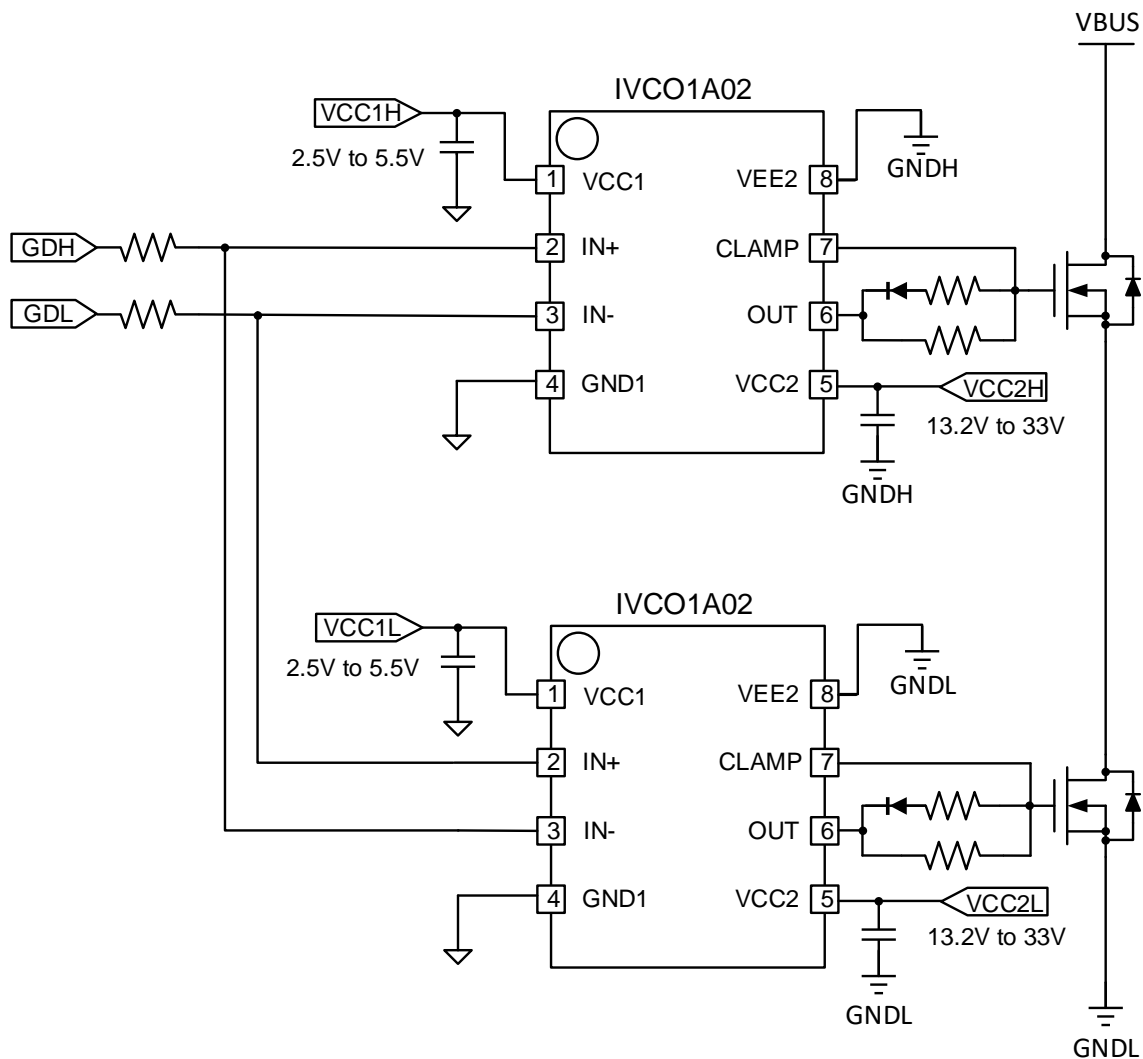 VBUS
IVCO1A02
VCC1H
2.5V to 5.5V
GNDH
1 VCC1 VEE2 8
GDH
2 IN+ CLAMP 7
GDL
3 IN- OUT 6
4 GND1 VCC2 5
VCC2H
13.2V to 33V
GNDH
IVCO1A02
VCC1L
2.5V to 5.5V
GNDL
1 VCC1 VEE2 8
2 IN+ CLAMP 7
3 IN- OUT 6
4 GND1 VCC2 5
VCC2L
13.2V to 33V
GNDL
GNDL